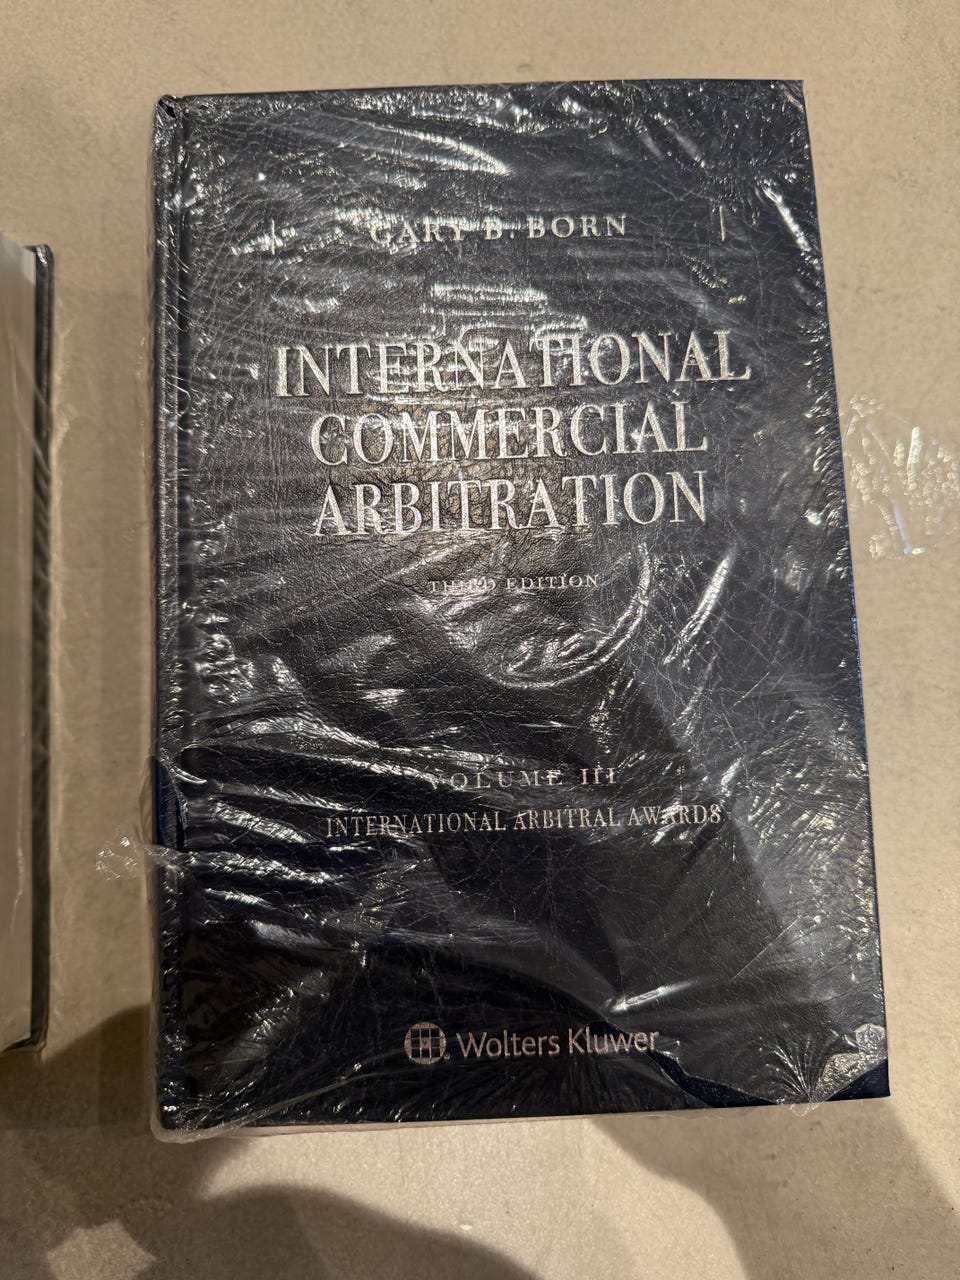 GARY B. BORN
INTERNATIONAL
COMMERCIAL
ARBITRATION
THIRD EDITION
VOLUME III
INTERNATIONAL ARBITRAL AWARDS
Wolters Kluwer